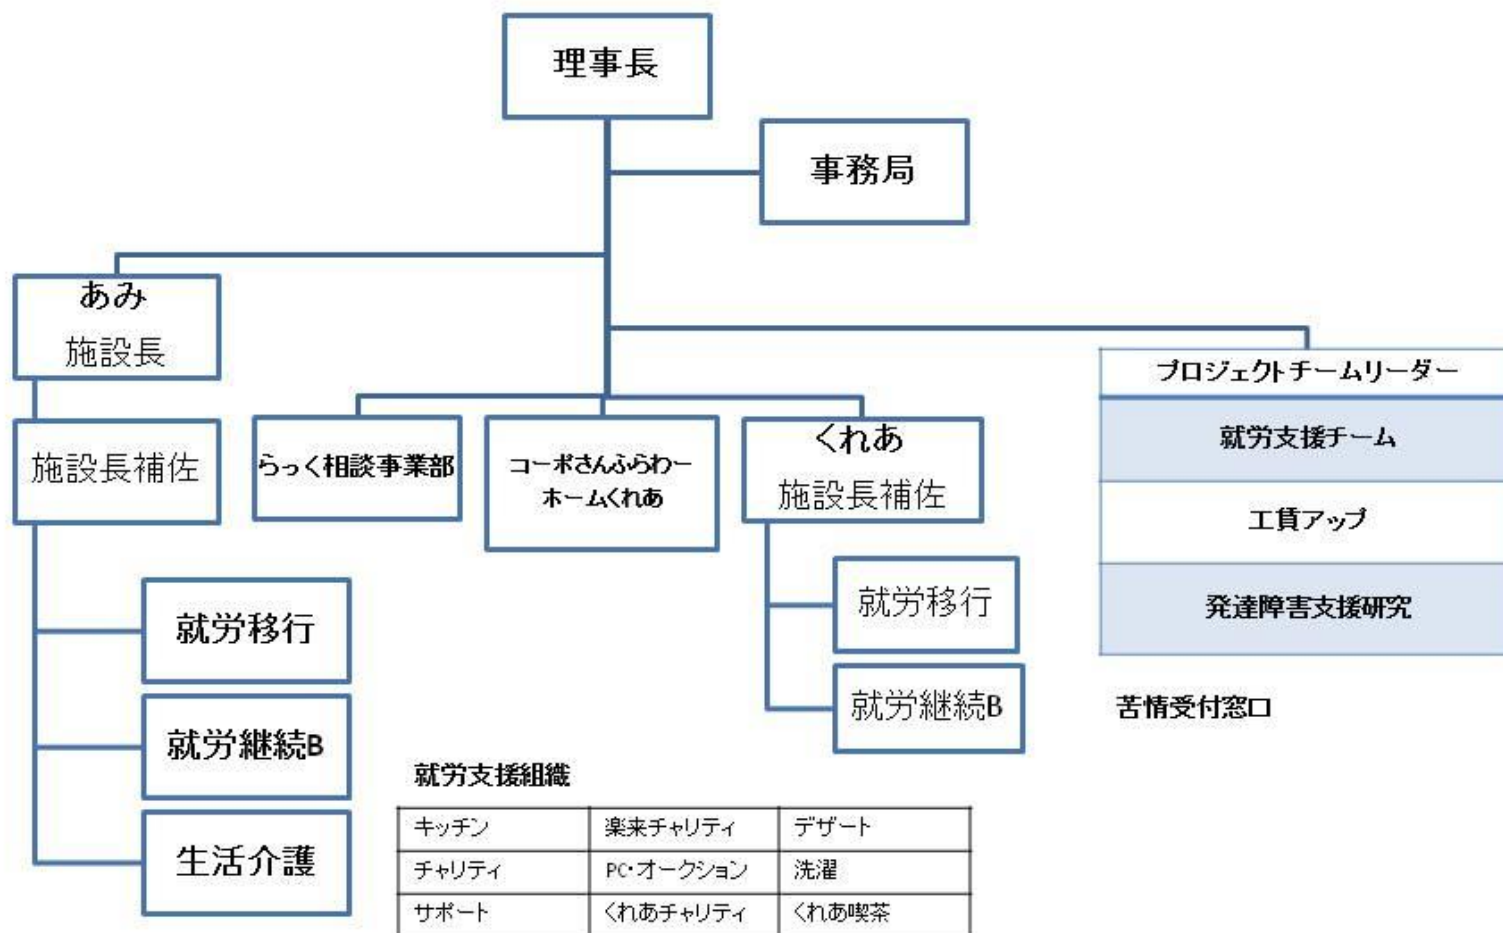 理事長
事務局
あみ
施設長
施設長補佐
就労移行
就労継続B
生活介護
らっく相談事業部
コーポさんふらわー
ホームくれあ
くれあ
施設長補佐
就労移行
就労継続B
プロジェクトチームリーダー
就労支援チーム
工賃アップ
発達障害支援研究
苦情受付窓口
就労支援組織
キッチン 楽来チャリティ デザート
チャリティ PC・オークション 洗濯
サポート くれあチャリティ くれあ喫茶